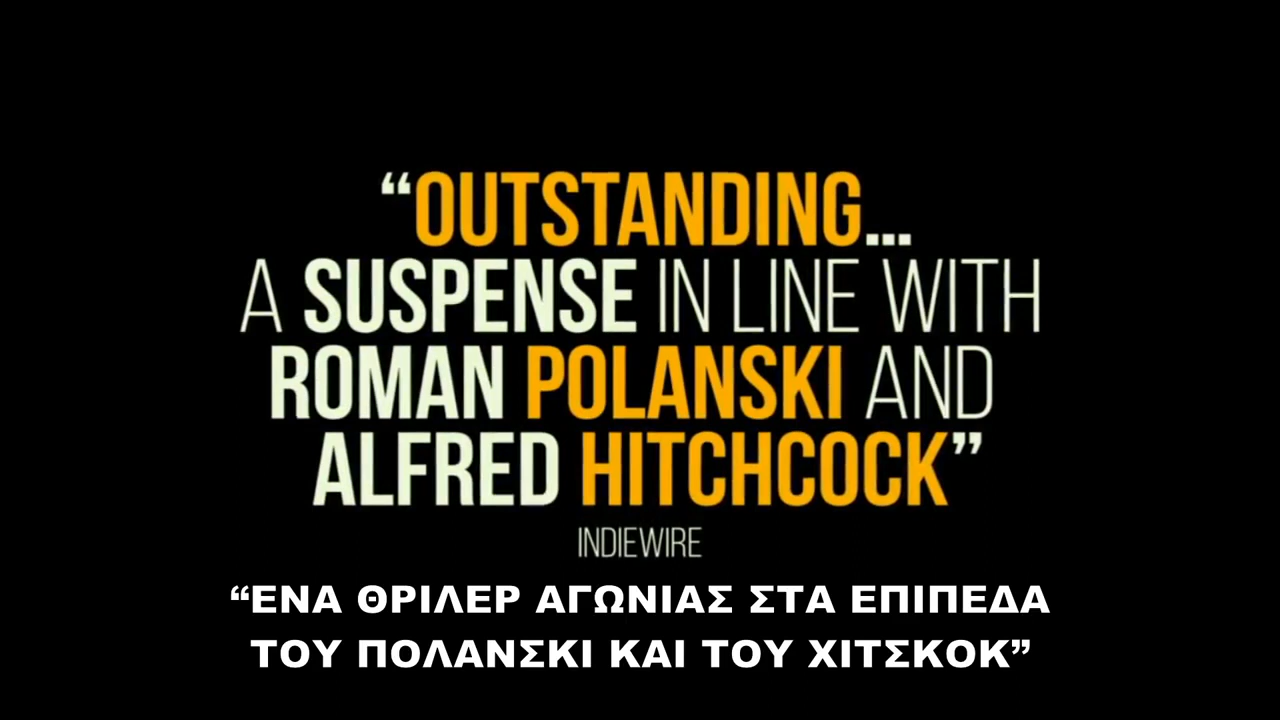 “OUTSTANDING...
A SUSPENSE IN LINE WITH
ROMAN POLANSKI AND
ALFRED HITCHCOCK”
INDIEWIRE
“ΕΝΑ ΘΡΙΛΕΡ ΑΓΩΝΙΑΣ ΣΤΑ ΕΠΙΠΕΔΑ
ΤΟΥ ΠΟΛΑΝΣΚΙ ΚΑΙ ΤΟΥ ΧΙΤΣΚΟΚ”